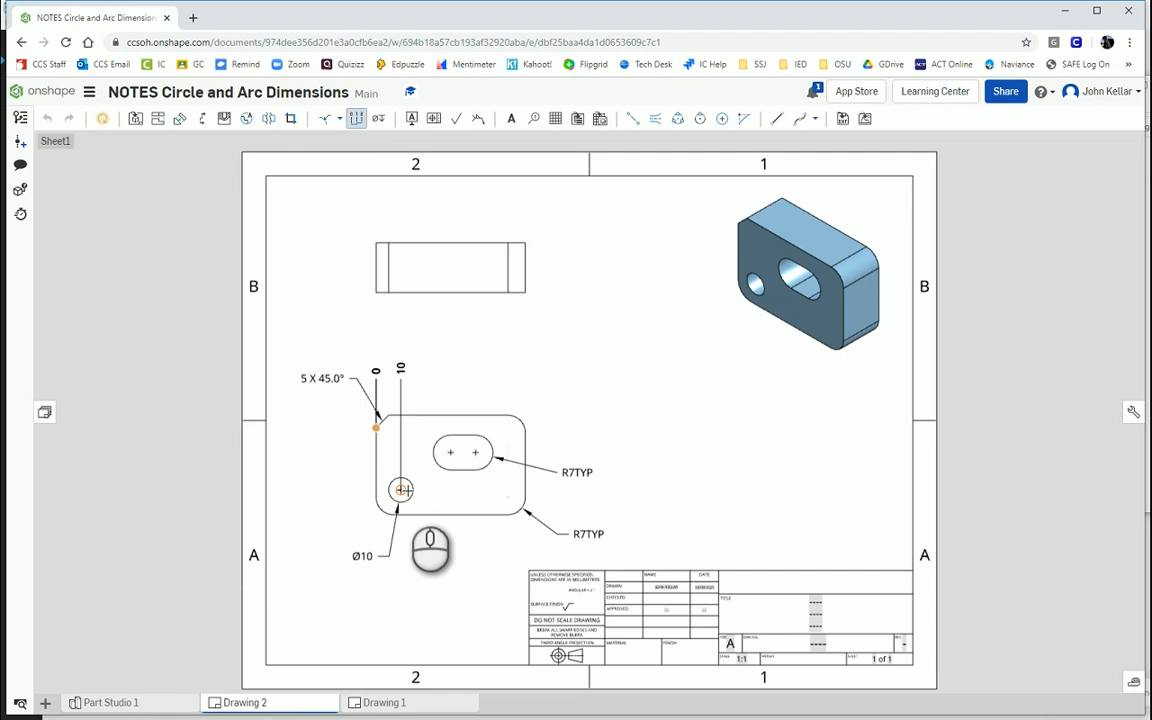 NOTES Circle and Arc Dimension
ccsoh.onshape.com/documents/974dee356d201e3a0cfb6ea2/w/694b18a57cb193af32920aba/e/dbf25baa4da1d0653609c7c1
CCS Staff CCS Email IC GC Remind Zoom Quizizz Edpuzzle Mentimeter Kahoot! Flipgrid Tech Desk IC Help SSJ IED OSU GDrive ACT Online Naviance SAFE Log On »
onshape NOTES Circle and Arc Dimensions Main 1 App Store Learning Center Share John Kellar
Sheet1
2 1
B B
0 10
5 X 45.0°
R7TYP
R7TYP
Ø10
A A
UNLESS OTHERWISE SPECIFIED,
DIMENSIONS ARE IN MILLIMETERS
NAME DATE
DRAWN JOHN KELLAR
CHECKED
APPROVED
SURFACE FINISH
DO NOT SCALE DRAWING
BREAK ALL SHARP EDGES AND
REMOVE BURRS
THIRD ANGLE PROJECTION
MATERIAL FINISH
TITLE
A
1:1 1 of 1
2 1
Part Studio 1 Drawing 2 Drawing 1